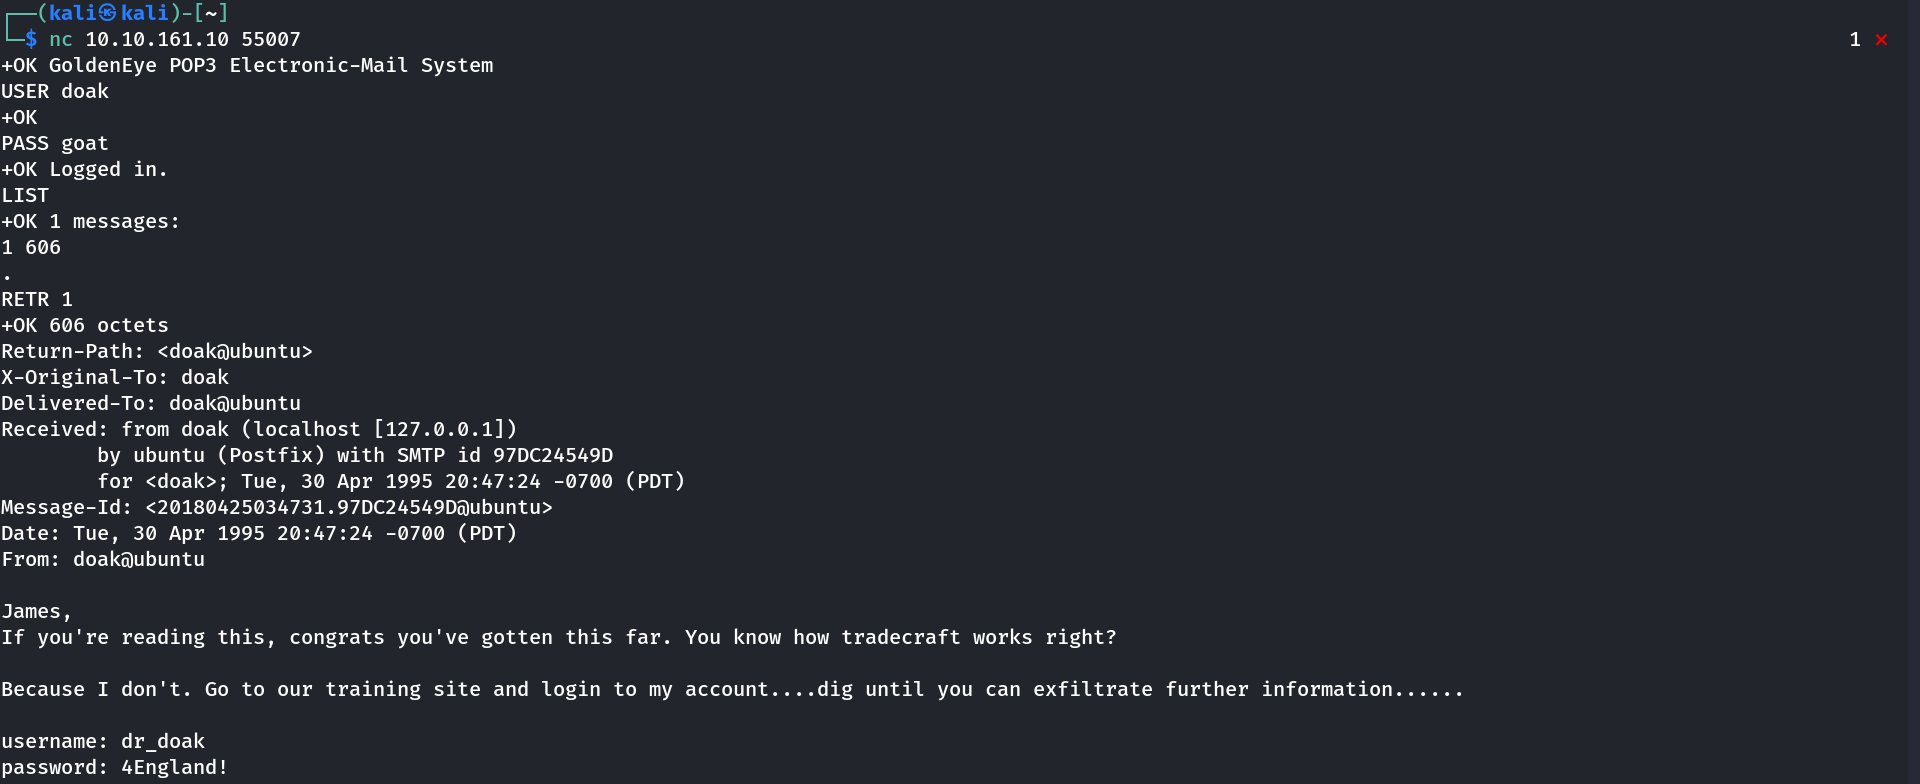 ┌──(kali㉿kali)-[~]
└─$ nc 10.10.161.10 55007 1 ⨯
+OK GoldenEye POP3 Electronic-Mail System
USER doak
+OK
PASS goat
+OK Logged in.
LIST
+OK 1 messages:
1 606
.
RETR 1
+OK 606 octets
Return-Path: <doak@ubuntu>
X-Original-To: doak
Delivered-To: doak@ubuntu
Received: from doak (localhost [127.0.0.1])
        by ubuntu (Postfix) with SMTP id 97DC24549D
        for <doak>; Tue, 30 Apr 1995 20:47:24 -0700 (PDT)
Message-Id: <20180425034731.97DC24549D@ubuntu>
Date: Tue, 30 Apr 1995 20:47:24 -0700 (PDT)
From: doak@ubuntu

James,
If you're reading this, congrats you've gotten this far. You know how tradecraft works right?

Because I don't. Go to our training site and login to my account....dig until you can exfiltrate further information......

username: dr_doak
password: 4England!